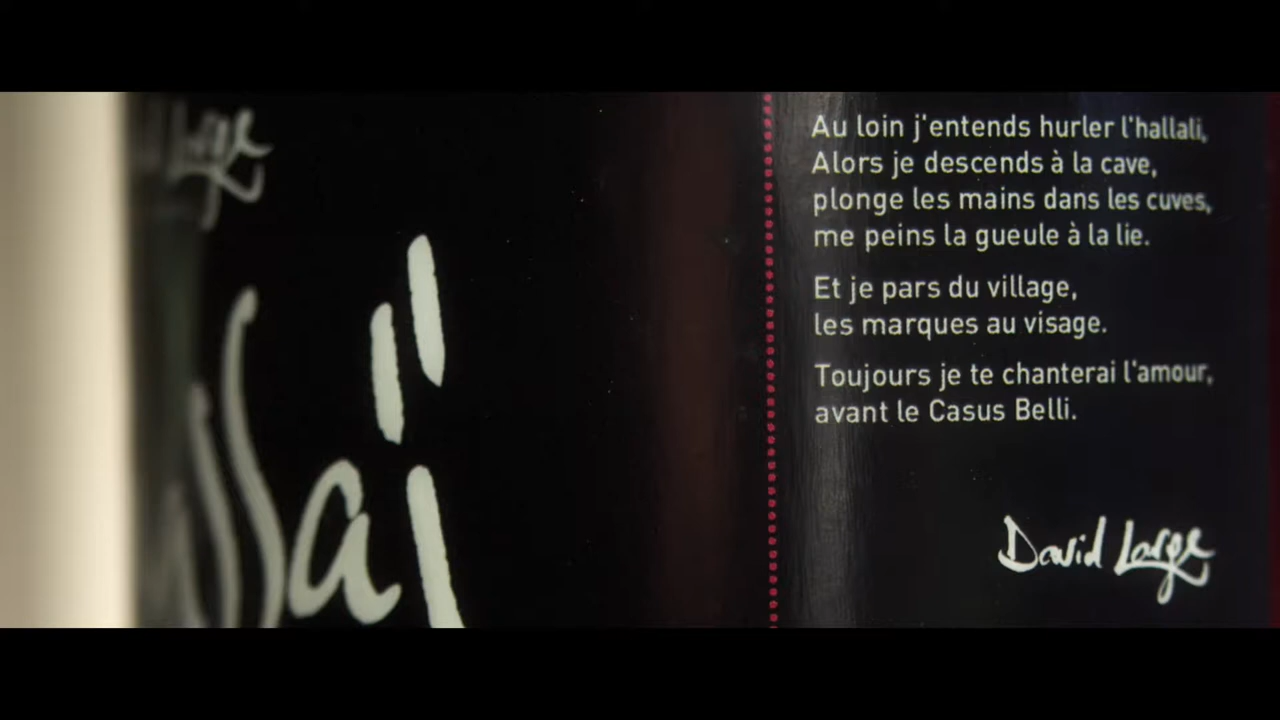 Large
ssaï
Au loin j'entends hurler l'hallali,
Alors je descends à la cave,
plonge les mains dans les cuves,
me peins la gueule à la lie.
Et je pars du village,
les marques au visage.
Toujours je te chanterai l'amour,
avant le Casus Belli.
David Large